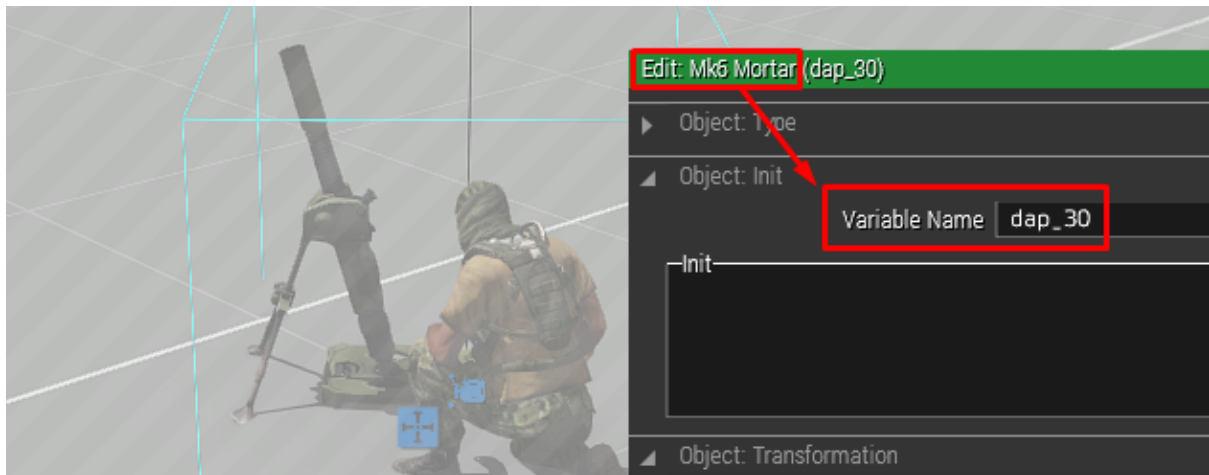 Edit: Mk6 Mortar (dap_30)
Object: Type
Object: Init
Variable Name dap_30
Init
Object: Transformation